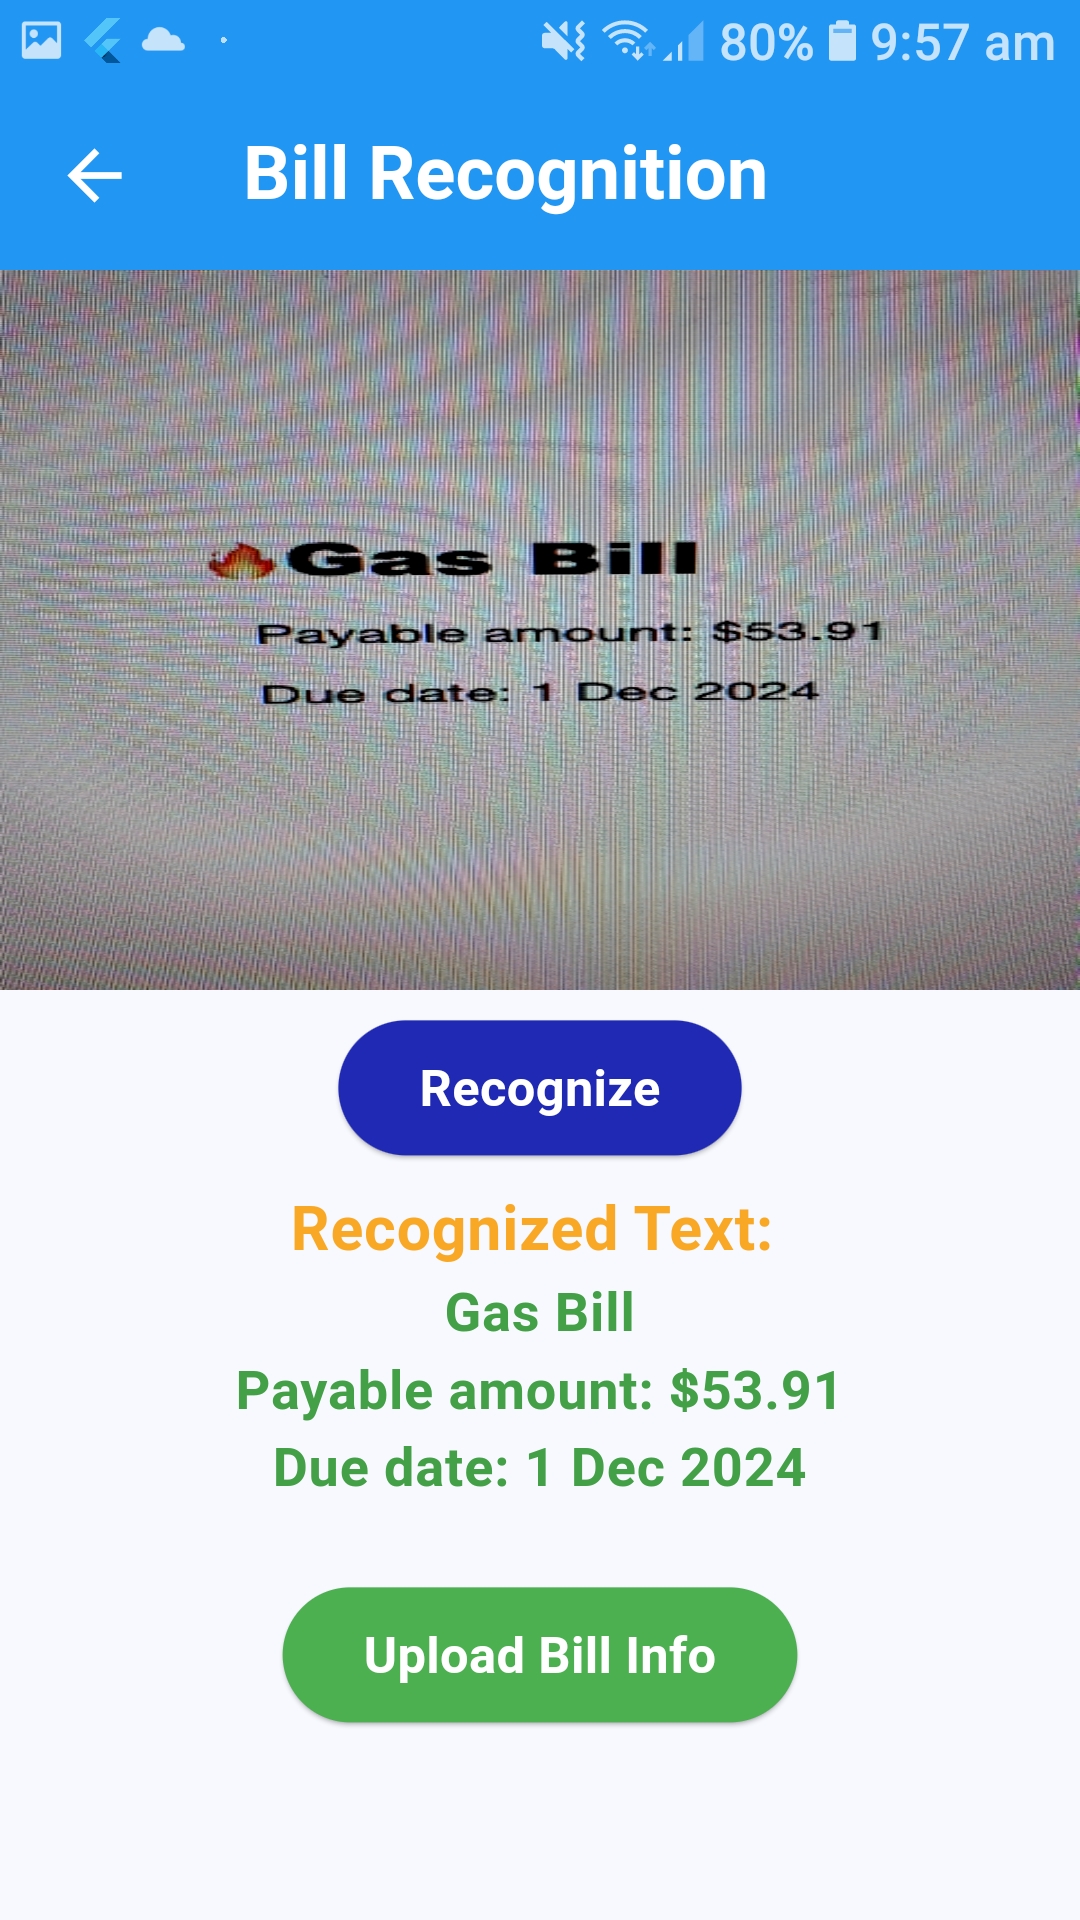 80% 9:57 am
Bill Recognition
Gas Bill
Payable amount: $53.91
Due date: 1 Dec 2024
Recognize
Recognized Text:
Gas Bill
Payable amount: $53.91
Due date: 1 Dec 2024
Upload Bill Info